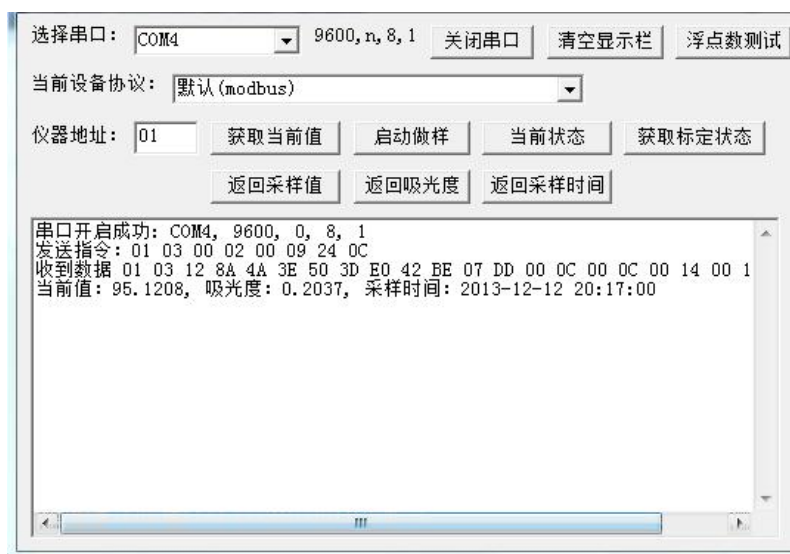 选择串口： COM4 9600,n,8,1 关闭串口 清空显示栏 浮点数测试
当前设备协议： 默认(modbus)
仪器地址： 01 获取当前值 启动做样 当前状态 获取标定状态
返回采样值 返回吸光度 返回采样时间
串口开启成功：COM4, 9600, 0, 8, 1
发送指令：01 03 00 02 00 09 24 0C
收到数据 01 03 12 8A 4A 3E 50 3D E0 42 BE 07 DD 00 0C 00 0C 00 14 00 1
当前值：95.1208, 吸光度：0.2037, 采样时间：2013-12-12 20:17:00